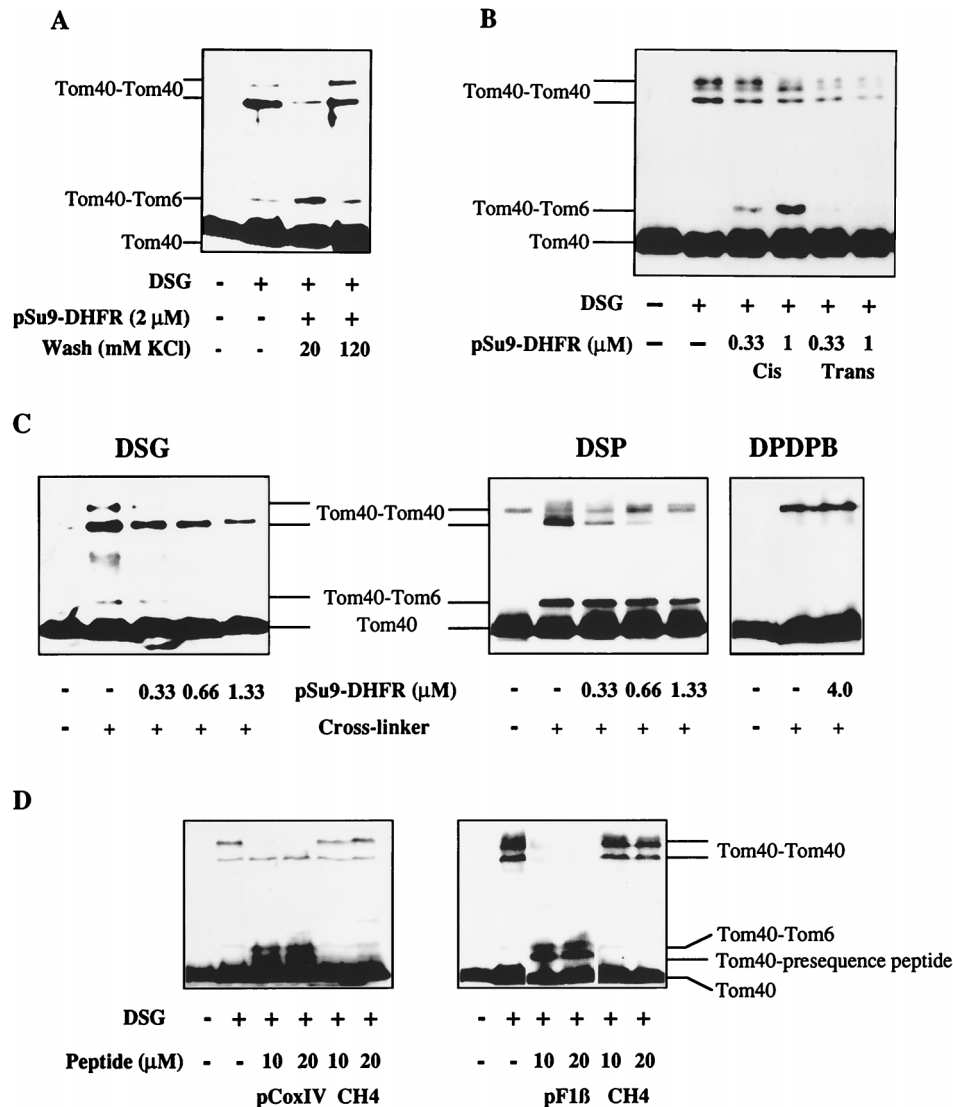 A
Tom40-Tom40
Tom40-Tom6
Tom40
DSG - + + +
pSu9-DHFR (2 µM) - - + +
Wash (mM KCl) - - 20 120
B
Tom40-Tom40
Tom40-Tom6
Tom40
DSG - + + + + +
pSu9-DHFR (µM) - - 0.33 1 0.33 1
Cis Trans
C
DSG DSP DPDPB
Tom40-Tom40
Tom40-Tom6
Tom40
- - 0.33 0.66 1.33 pSu9-DHFR (µM) - - 0.33 0.66 1.33 - - 4.0
- + + + + Cross-linker - + + + + - + +
D
Tom40-Tom40
Tom40-Tom6
Tom40-presequence peptide
Tom40
DSG - + + + + + - + + + + +
Peptide (µM) - - 10 20 10 20 - - 10 20 10 20
pCoxIV CH4 pF1ß CH4